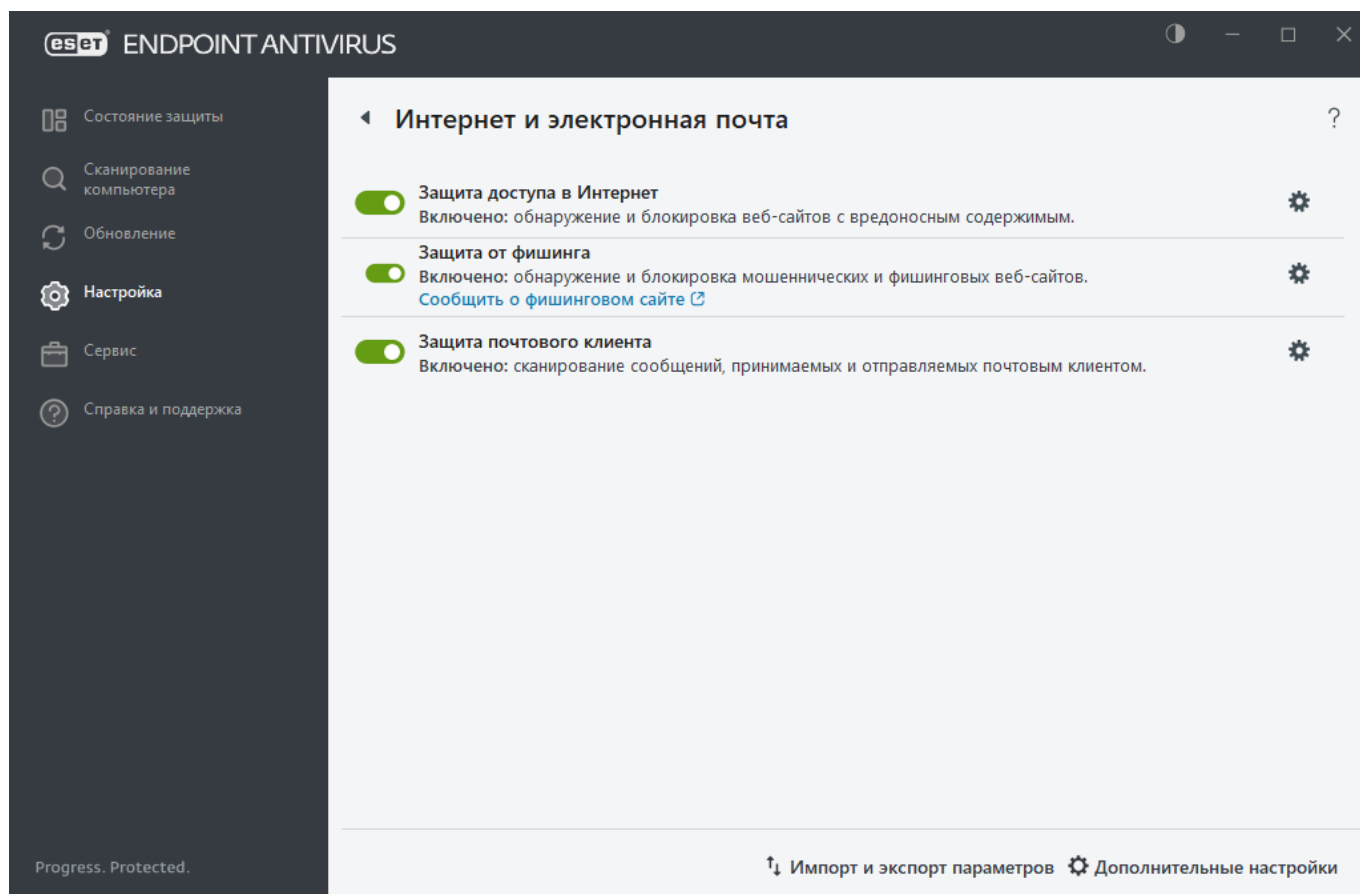 eset ENDPOINT ANTIVIRUS
Состояние защиты
Сканирование
компьютера
Обновление
Настройка
Сервис
Справка и поддержка
Progress. Protected.
Интернет и электронная почта
?
Защита доступа в Интернет
Включено: обнаружение и блокировка веб-сайтов с вредоносным содержимым.
Защита от фишинга
Включено: обнаружение и блокировка мошеннических и фишинговых веб-сайтов.
Сообщить о фишинговом сайте
Защита почтового клиента
Включено: сканирование сообщений, принимаемых и отправляемых почтовым клиентом.
Импорт и экспорт параметров Дополнительные настройки